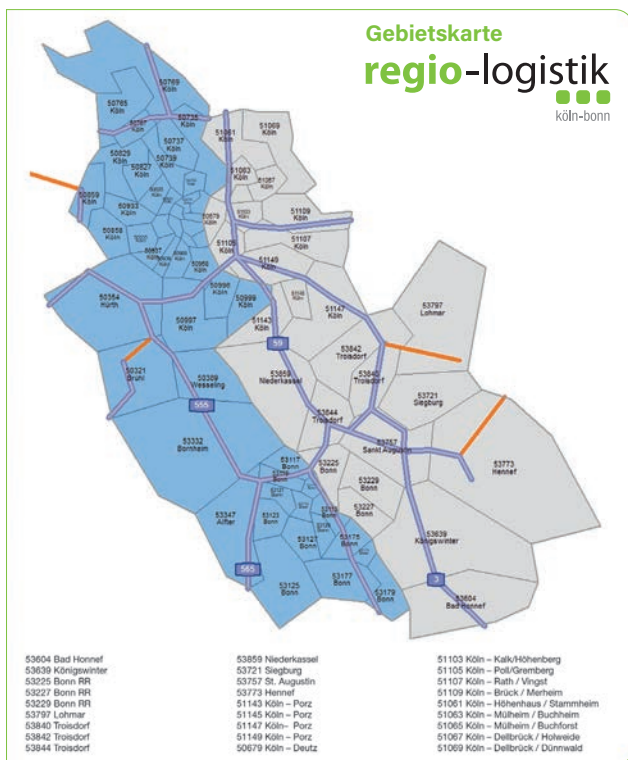 Gebietskarte
regio-logistik
köln-bonn
50769
Köln
50765
Köln
50767
Köln
50735
Köln
51061
Köln
51069
Köln
50737
Köln
50739
Köln
50829
Köln
50827
Köln
51063
Köln
51067
Köln
50859
Köln
50933
Köln
50858
Köln
50679
Köln
51109
Köln
51107
Köln
51105
Köln
50937
Köln
50968
Köln
51149
Köln
50354
Hürth
50996
Köln
50999
Köln
50997
Köln
51143
Köln
51147
Köln
53797
Lohmar
59
53842
Troisdorf
53840
Troisdorf
50321
Brühl
50389
Wesseling
53859
Niederkassel
53721
Siegburg
555
53844
Troisdorf
53332
Bornheim
53757
Sankt Augustin
53773
Hennef
53117
Bonn
53225
Bonn
53229
Bonn
53227
Bonn
53347
Alfter
53123
Bonn
53127
Bonn
53175
Bonn
53639
Königswinter
565
53125
Bonn
53177
Bonn
53179
Bonn
3
53604
Bad Honnef
53604 Bad Honnef
53639 Königswinter
53225 Bonn RR
53227 Bonn RR
53229 Bonn RR
53797 Lohmar
53840 Troisdorf
53842 Troisdorf
53844 Troisdorf
53859 Niederkassel
53721 Siegburg
53757 St. Augustin
53773 Hennef
51143 Köln – Porz
51145 Köln – Porz
51147 Köln– Porz
51149 Köln – Porz
50679 Köln – Deutz
51103 Köln – Kalk/Höhenberg
51105 Köln – Poll/Gremberg
51107 Köln – Rath / Vingst
51109 Köln – Brück / Merheim
51061 Köln – Höhenhaus / Stammheim
51063 Köln – Mülheim / Buchheim
51065 Köln – Mülheim / Buchforst
51067 Köln – Dellbrück / Holweide
51069 Köln – Dellbrück / Dünnwald